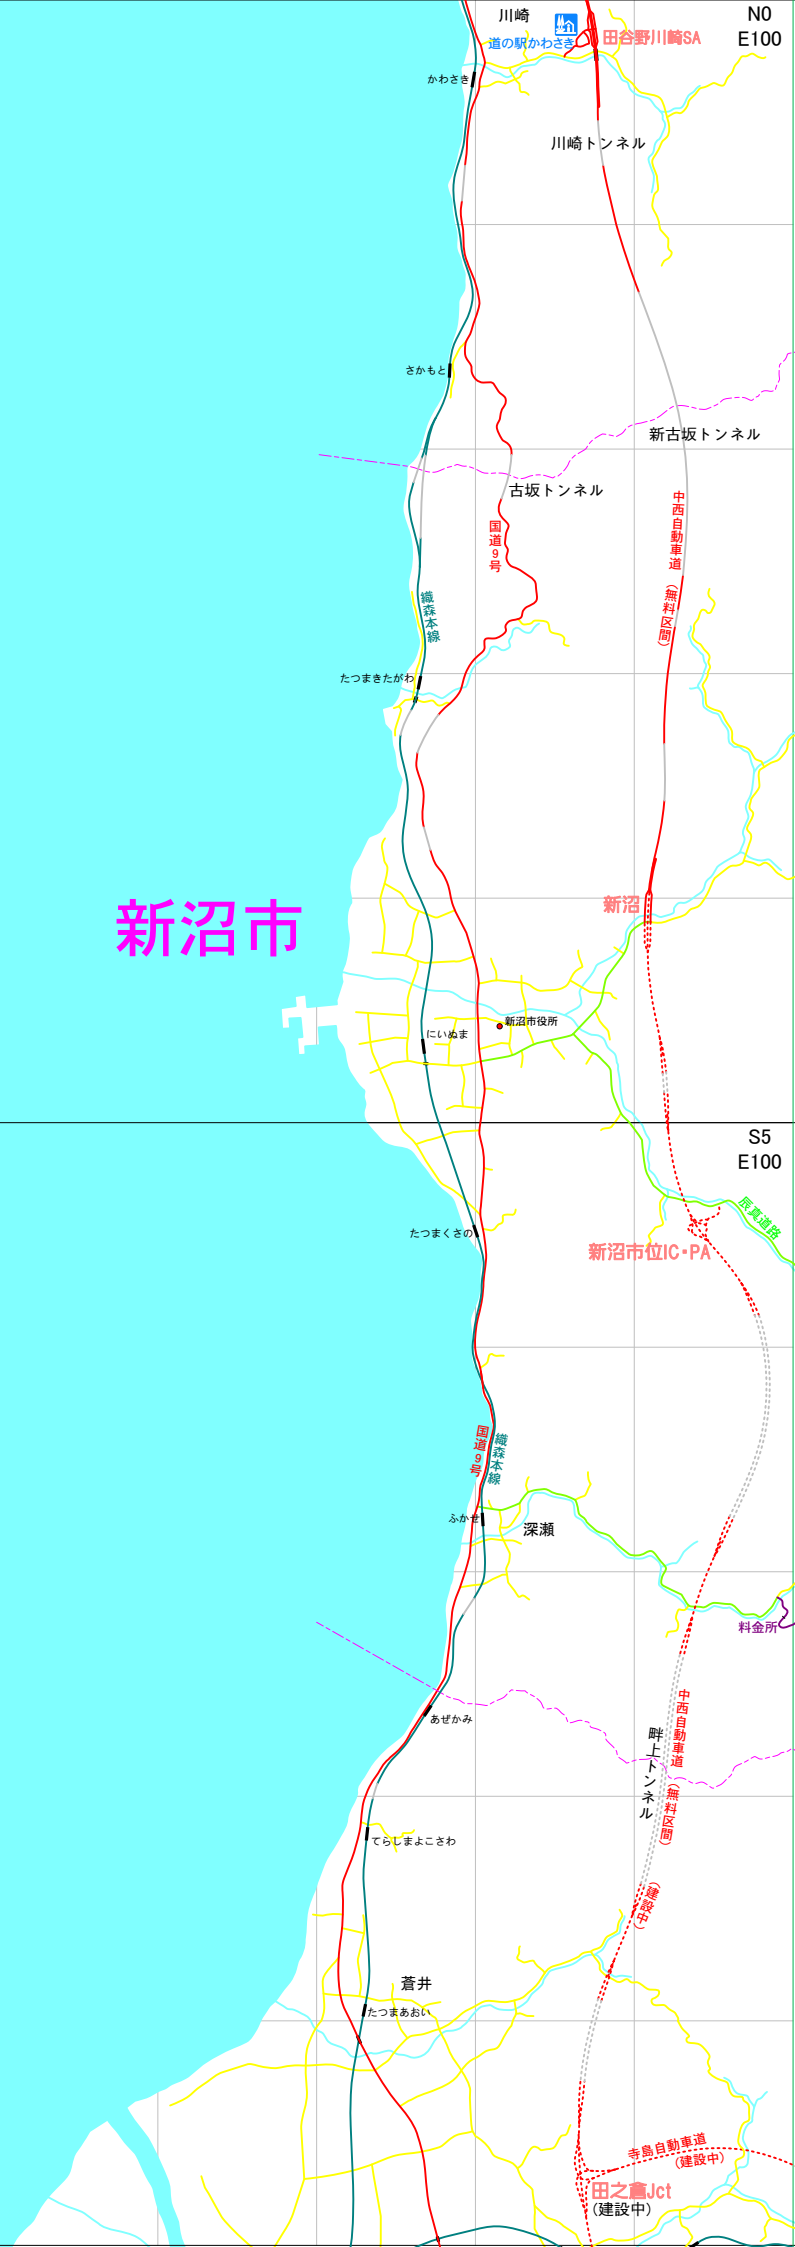 川崎
N0
E100
道の駅かわさき
田谷野川崎SA
かわさき
川崎トンネル
さかもと
新古坂トンネル
古坂トンネル
中西自動車道(無料区間)
国道9号
織森本線
たつまきたがわ
新沼市
新沼
新沼市役所
にいぬま
S5
E100
辰真道路
たつまくさの
新沼市位IC・PA
国道9号
織森本線
ふかせ
深瀬
料金所
あぜかみ
中西自動車道(無料区間)
畔上トンネル
てらしまよこさわ
(建設中)
蒼井
たつまあおい
寺島自動車道
(建設中)
田之倉Jct
(建設中)